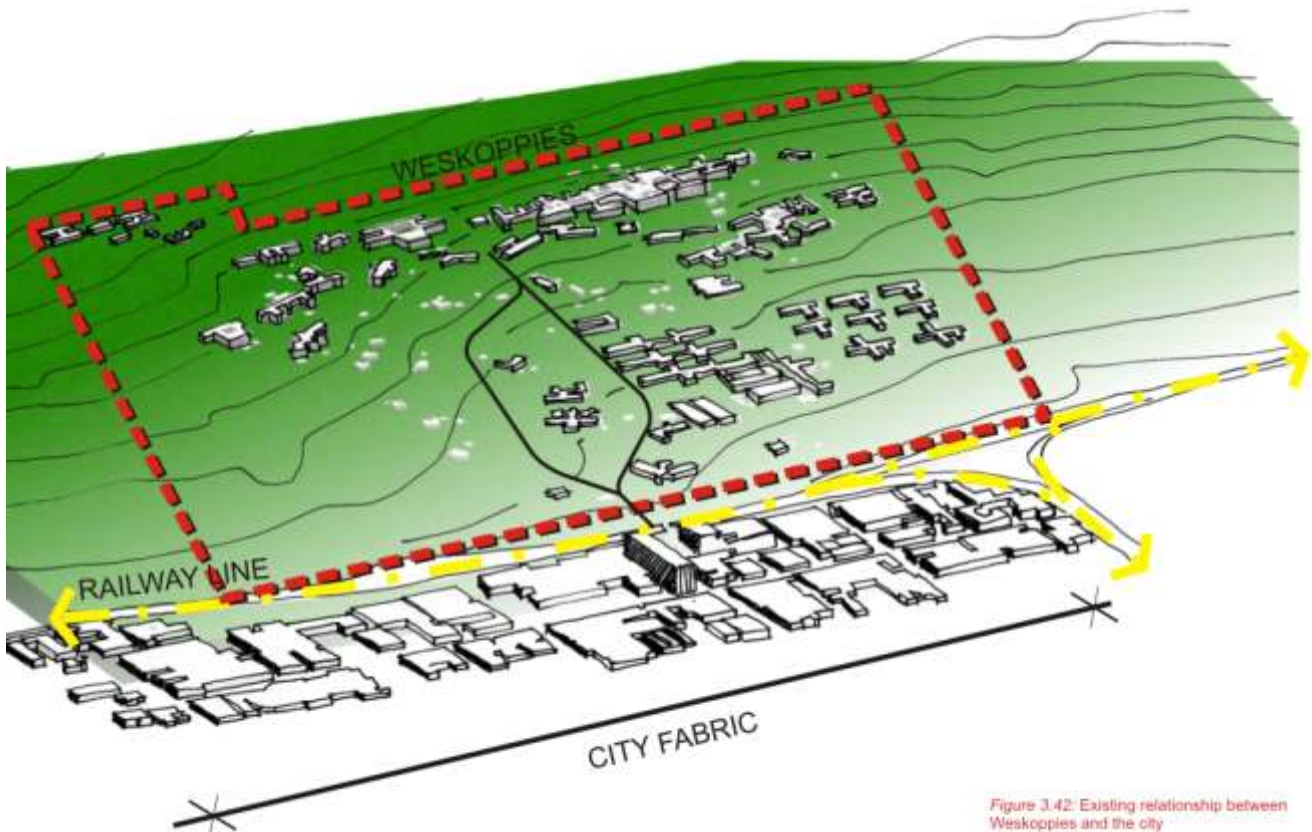 WESKOPPIES
RAILWAY LINE
CITY FABRIC
Figure 3.42: Existing relationship between
Weskoppies and the city